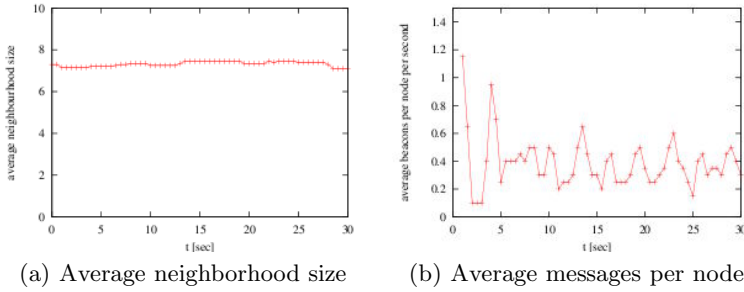 10
8
6
4
2
0
average neighbourhood size
0 5 10 15 20 25 30
t [sec]
(a) Average neighborhood size
1.4
1.2
1
0.8
0.6
0.4
0.2
0
average beacons per node per second
0 5 10 15 20 25 30
t [sec]
(b) Average messages per node